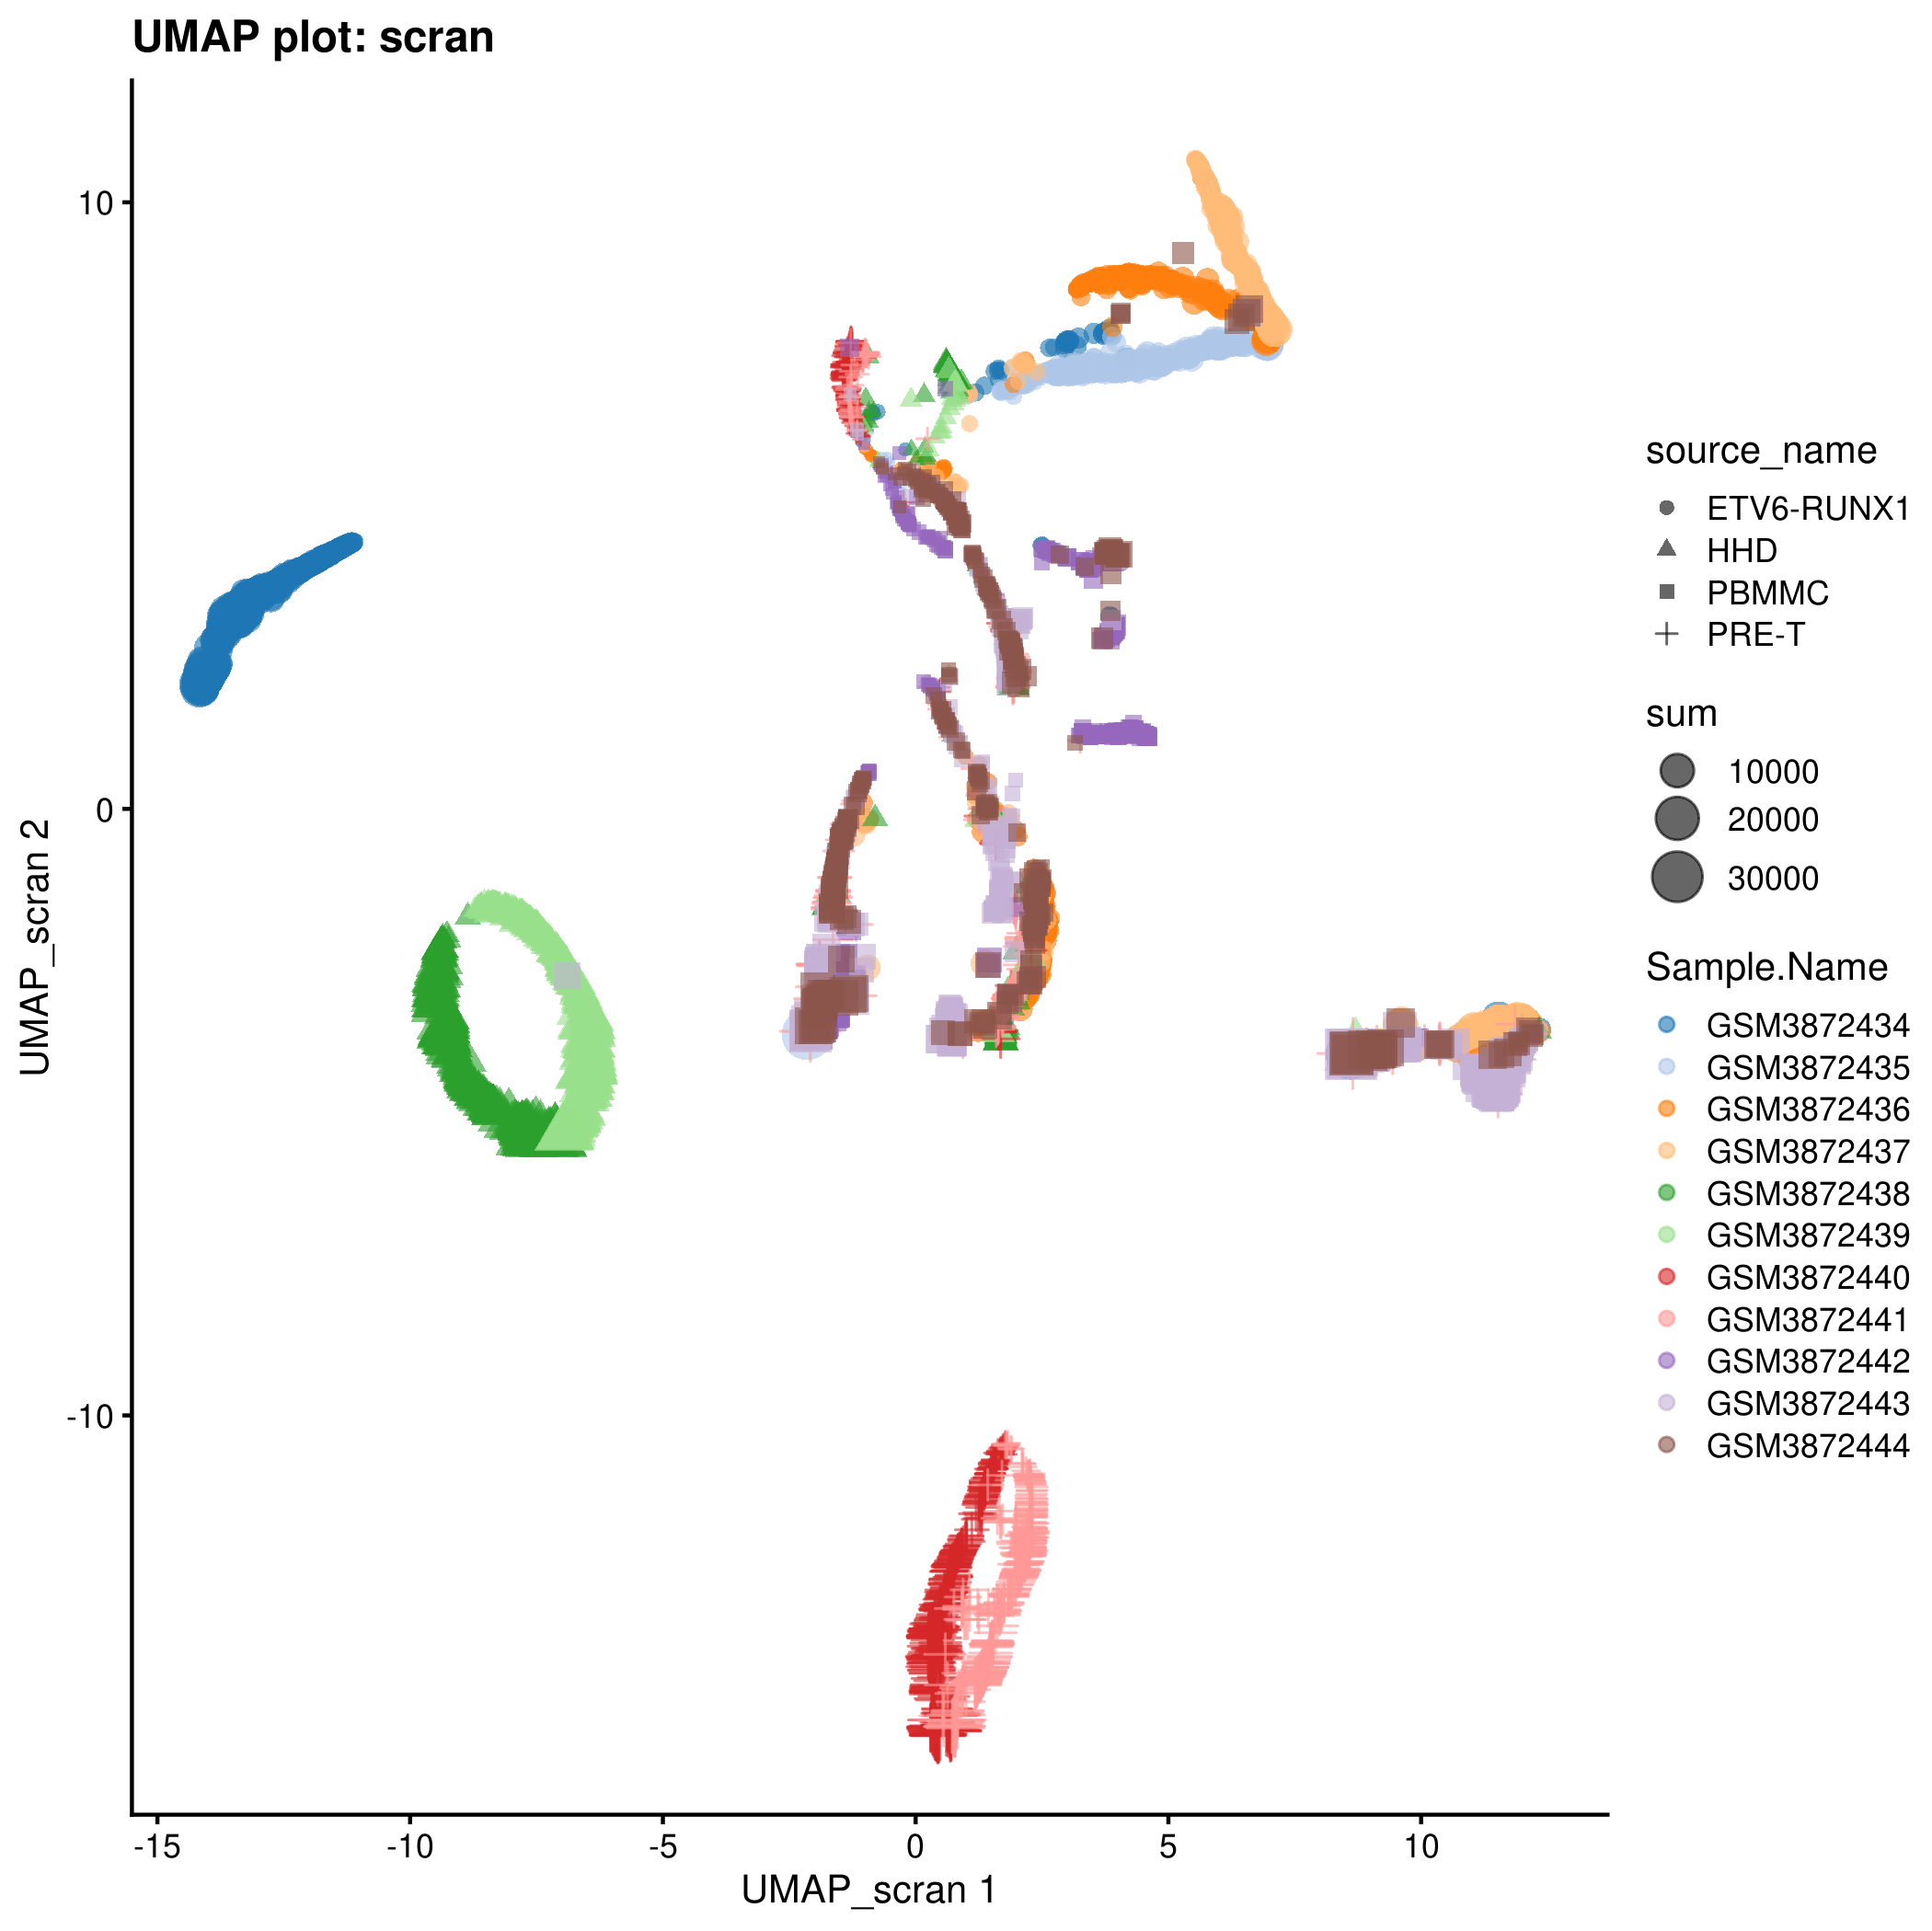 UMAP plot: scran
10
0
-10
UMAP_scran 2
-15
-10
-5
0
5
10
UMAP_scran 1
source_name
ETV6-RUNX1
HHD
PBMMC
PRE-T
sum
10000
20000
30000
Sample.Name
GSM3872434
GSM3872435
GSM3872436
GSM3872437
GSM3872438
GSM3872439
GSM3872440
GSM3872441
GSM3872442
GSM3872443
GSM3872444